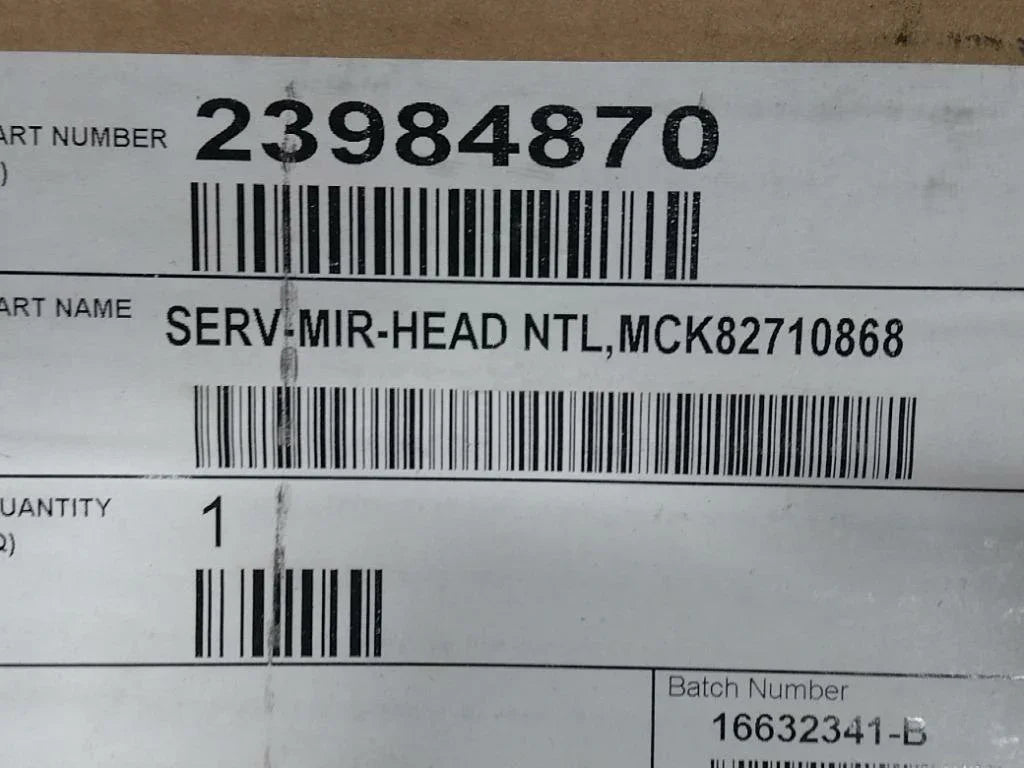 ART NUMBER 23984870
)
ART NAME SERV-MIR-HEAD NTL,MCK82710868
UANTITY 1
Q)
Batch Number
16632341-B